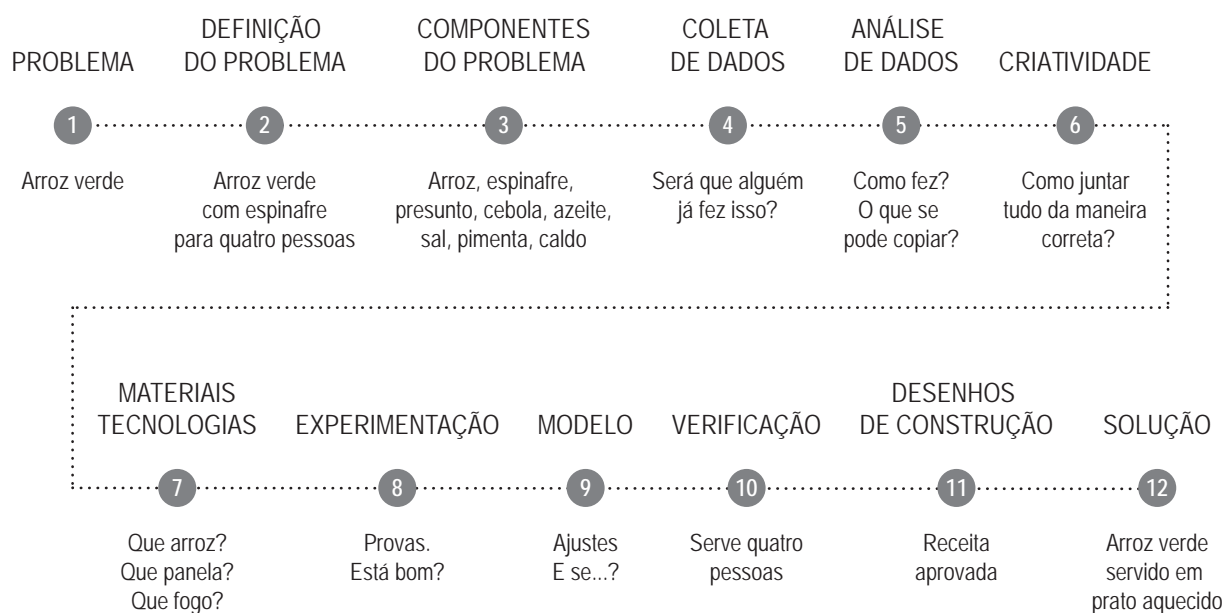 PROBLEMA
DEFINIÇÃO
DO PROBLEMA
COMPONENTES
DO PROBLEMA
COLETA
DE DADOS
ANÁLISE
DE DADOS
CRIATIVIDADE
1
2
3
4
5
6
Arroz verde
Arroz verde
com espinafre
para quatro pessoas
Arroz, espinafre,
presunto, cebola, azeite,
sal, pimenta, caldo
Será que alguém
já fez isso?
Como fez?
O que se
pode copiar?
Como juntar
tudo da maneira
correta?
MATERIAIS
TECNOLOGIAS
EXPERIMENTAÇÃO
MODELO
VERIFICAÇÃO
DESENHOS
DE CONSTRUÇÃO
SOLUÇÃO
7
8
9
10
11
12
Que arroz?
Que panela?
Que fogo?
Provas.
Está bom?
Ajustes
E se...?
Serve quatro
pessoas
Receita
aprovada
Arroz verde
servido em
prato aquecido